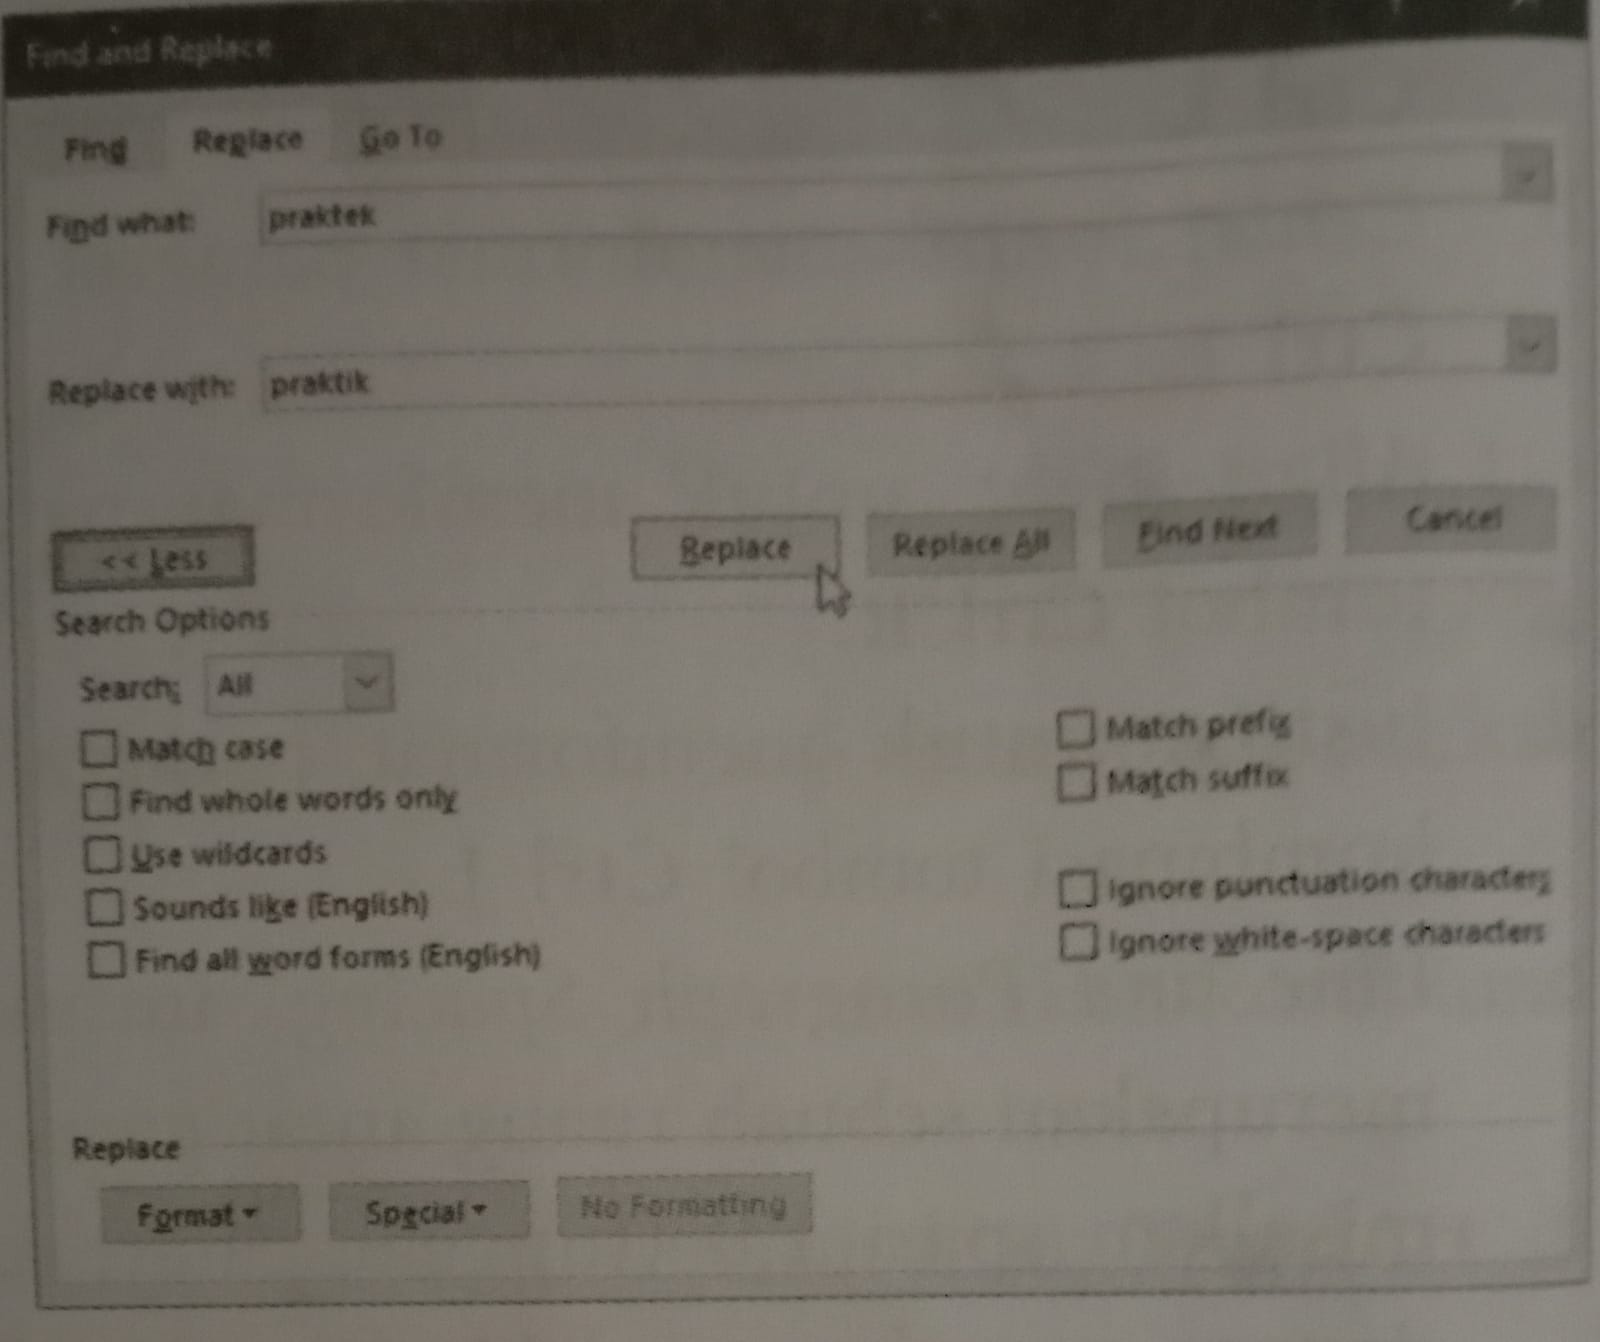 Find and Replace
Find Replace Go To
Find what: praktek
Replace with: praktik
<< Less Replace Replace All Find Next Cancel
Search Options
Search: All
Match case
Find whole words only
Use wildcards
Sounds like (English)
Find all word forms (English)
Match prefix
Match suffix
Ignore punctuation characters
Ignore white-space characters
Replace
Format Special No Formatting